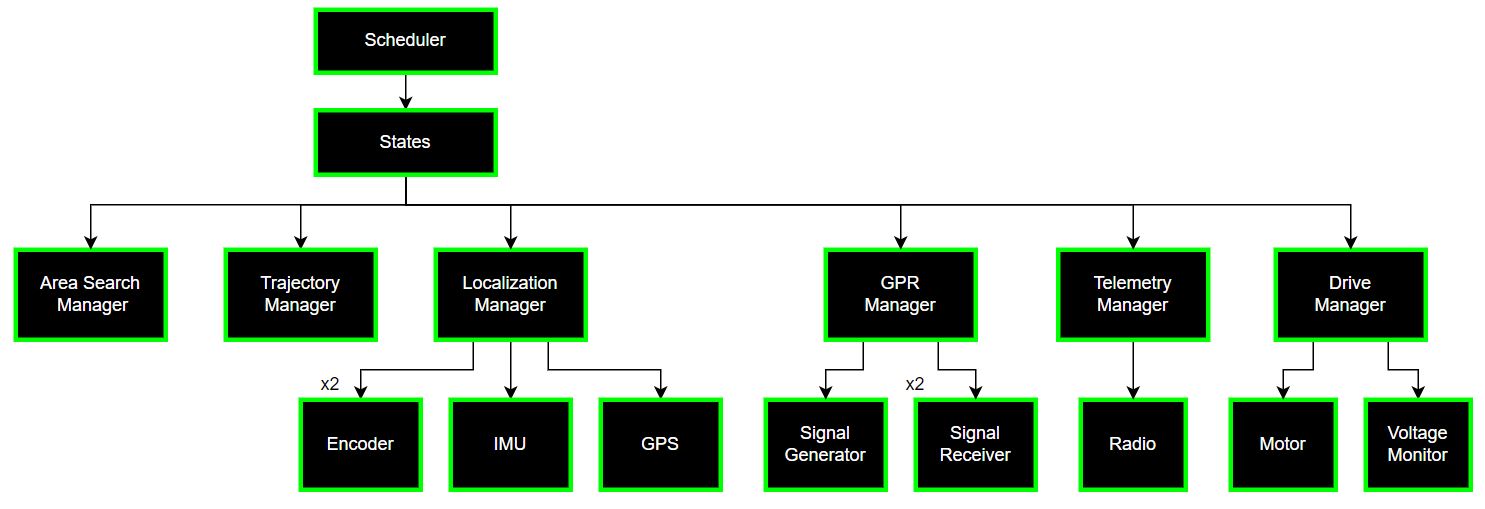 Scheduler
States
Area Search
Manager
Trajectory
Manager
Localization
Manager
GPR
Manager
Telemetry
Manager
Drive
Manager
x2
Encoder
IMU
GPS
Signal
Generator
x2
Signal
Receiver
Radio
Motor
Voltage
Monitor